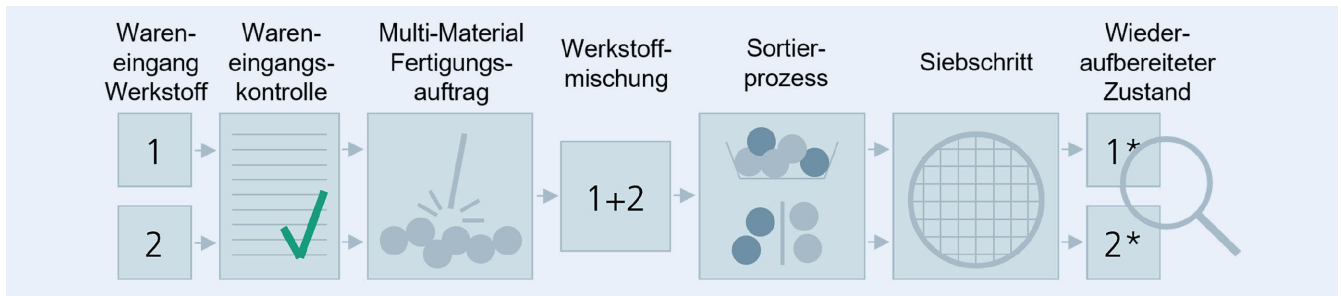 Waren-
eingang
Werkstoff
Waren-
eingangs-
kontrolle
Multi-Material
Fertigungs-
auftrag
Werkstoff-
mischung
Sortier-
prozess
Siebschritt
Wieder-
aufbereiteter
Zustand
1
2
1+2
1*
2*